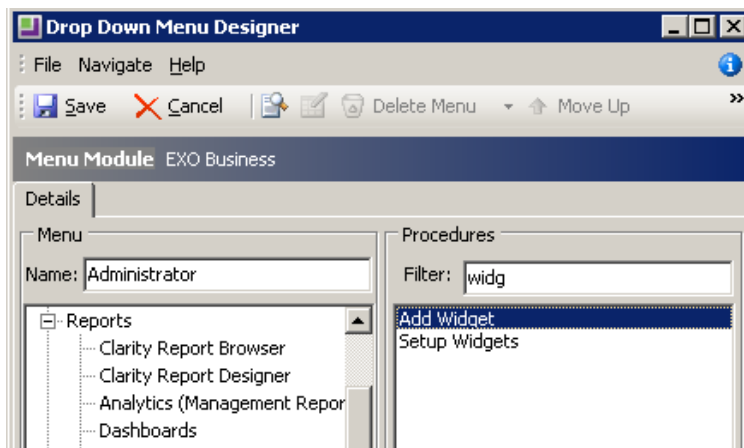 Drop Down Menu Designer
File Navigate Help
Save Cancel Delete Menu Move Up »
Menu Module EXO Business
Details
Menu
Name: Administrator
Reports
Clarity Report Browser
Clarity Report Designer
Analytics (Management Repor
Dashboards
Procedures
Filter: widg
Add Widget
Setup Widgets